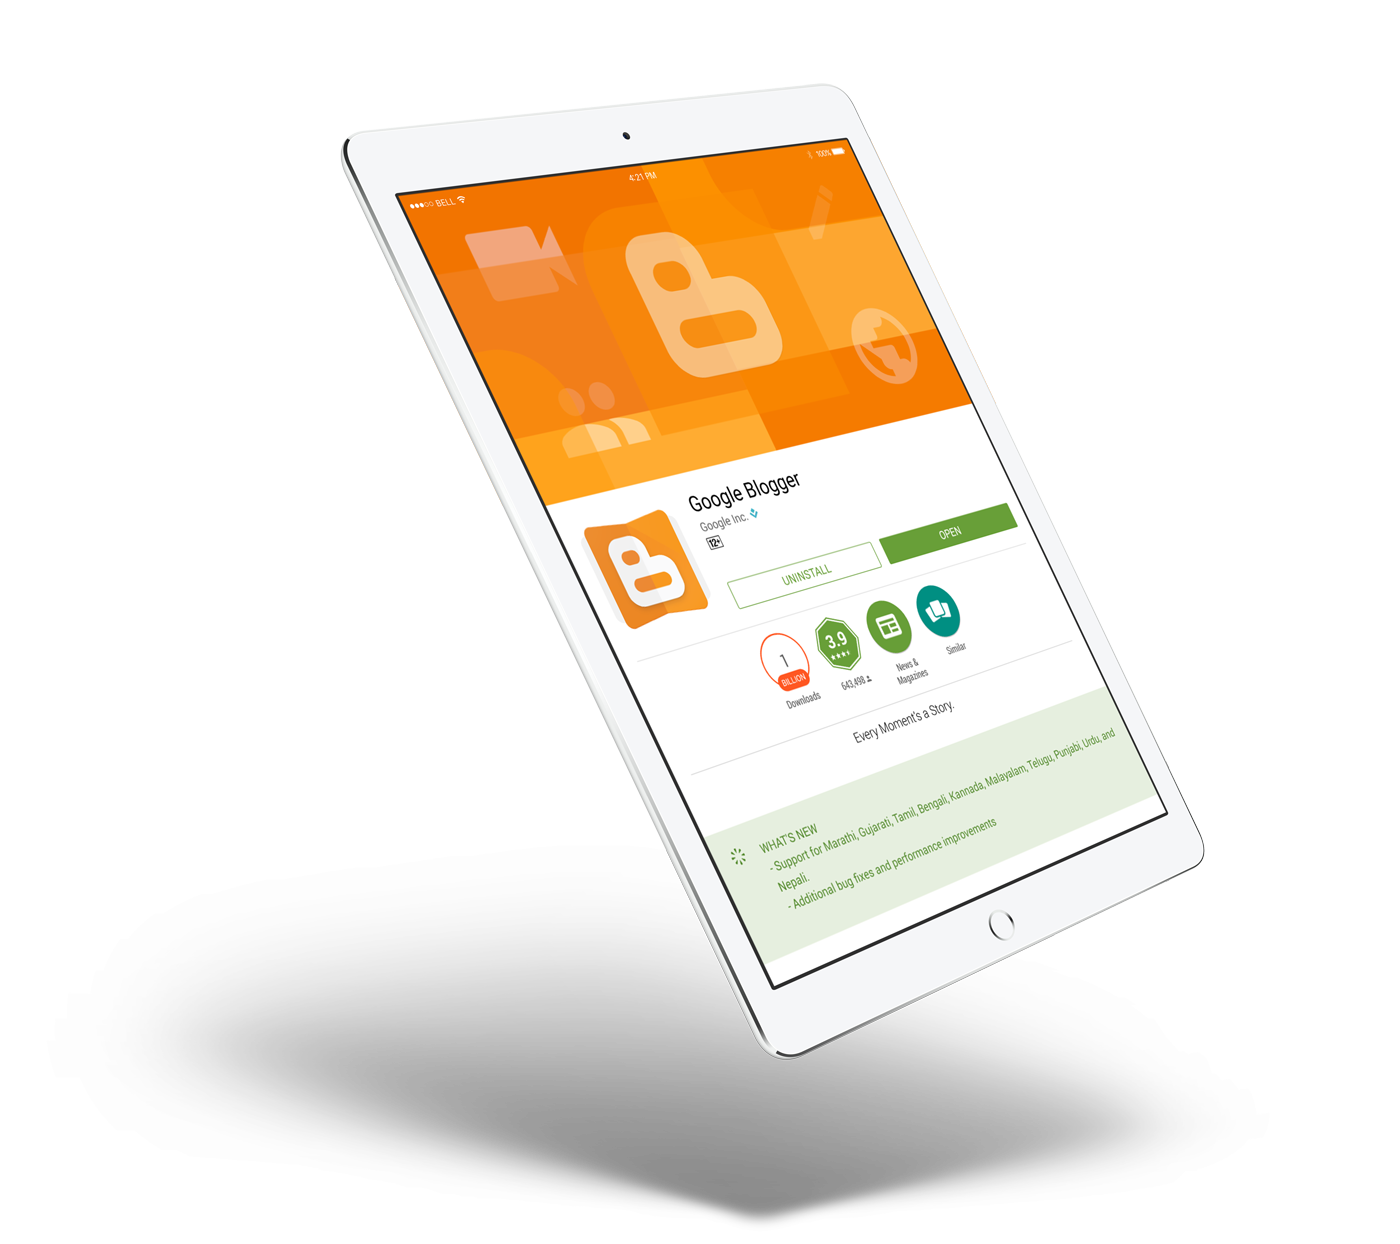 BELL
4:21 PM
100%
Google Blogger
Google Inc.
12+
UNINSTALL
OPEN
1
BILLION
Downloads
3.9
643,498
News &
Magazines
Similar
Every Moment's a Story.
WHAT'S NEW
- Support for Marathi, Gujarati, Tamil, Bengali, Kannada, Malayalam, Telugu, Punjabi, Urdu, and
Nepali.
- Additional bug fixes and performance improvements